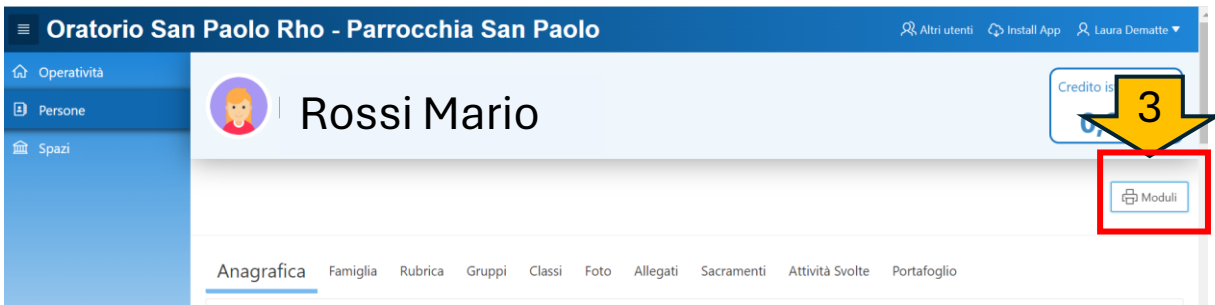 Oratorio San Paolo Rho - Parrocchia San Paolo
Altri utenti Install App Laura Dematte
Operatività
Persone
Spazi
Rossi Mario
Credito
3
Moduli
Anagrafica Famiglia Rubrica Gruppi Classi Foto Allegati Sacramenti Attività Svolte Portafoglio